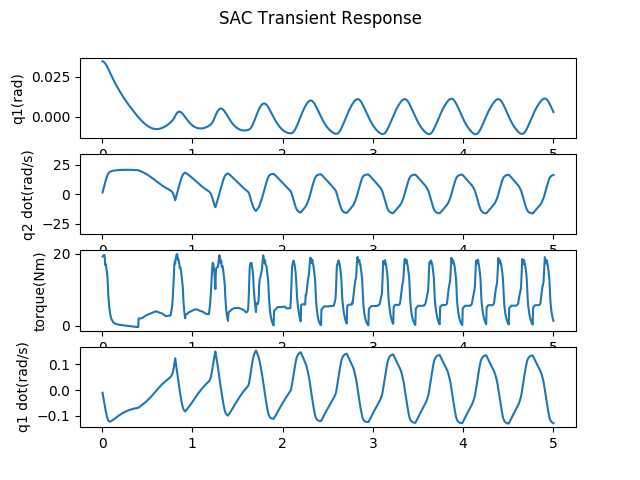 SAC Transient Response
q1(rad)
0.025
0.000
0 1 2 3 4 5
q2 dot(rad/s)
25
0
−25
0 1 2 3 4 5
torque(Nm)
20
0
0 1 2 3 4 5
q1 dot(rad/s)
0.1
0.0
−0.1
0 1 2 3 4 5